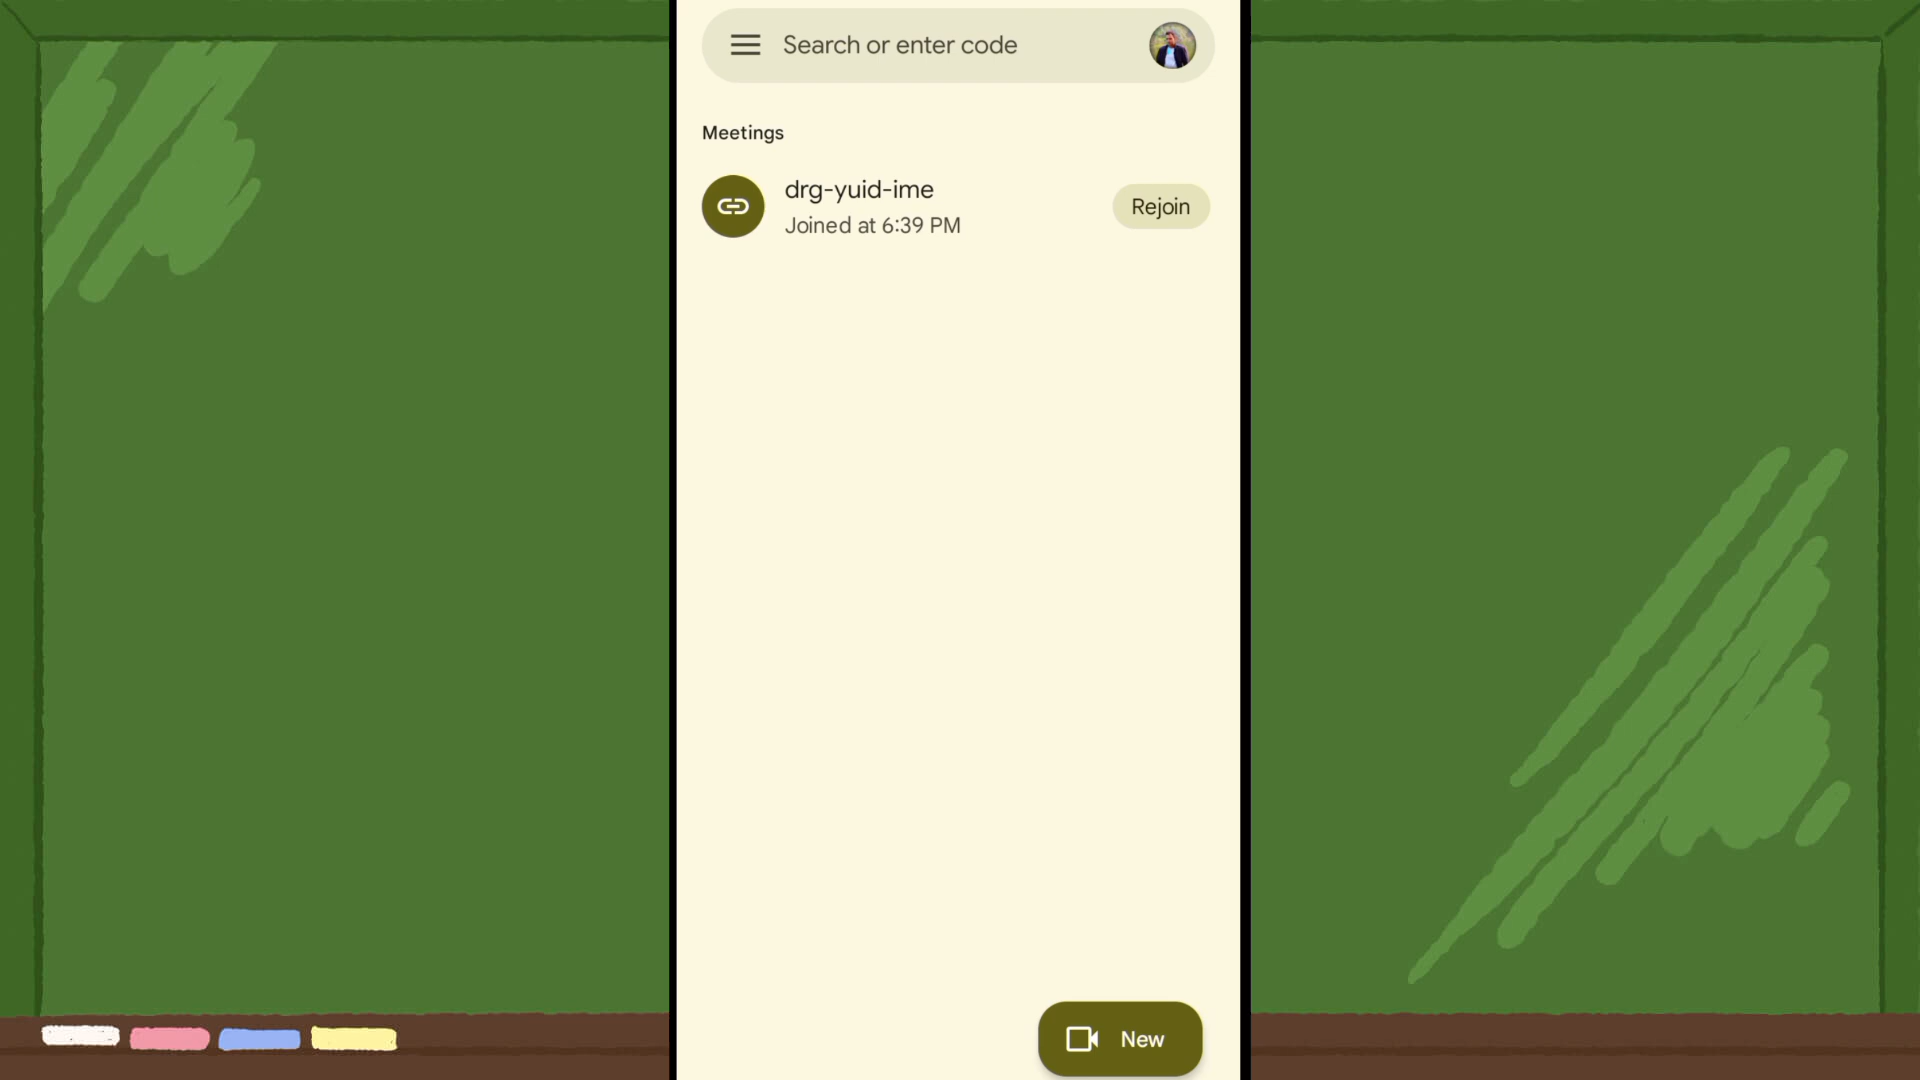 Search or enter code
Meetings
drg-yuid-ime
Joined at 6:39 PM
Rejoin
New